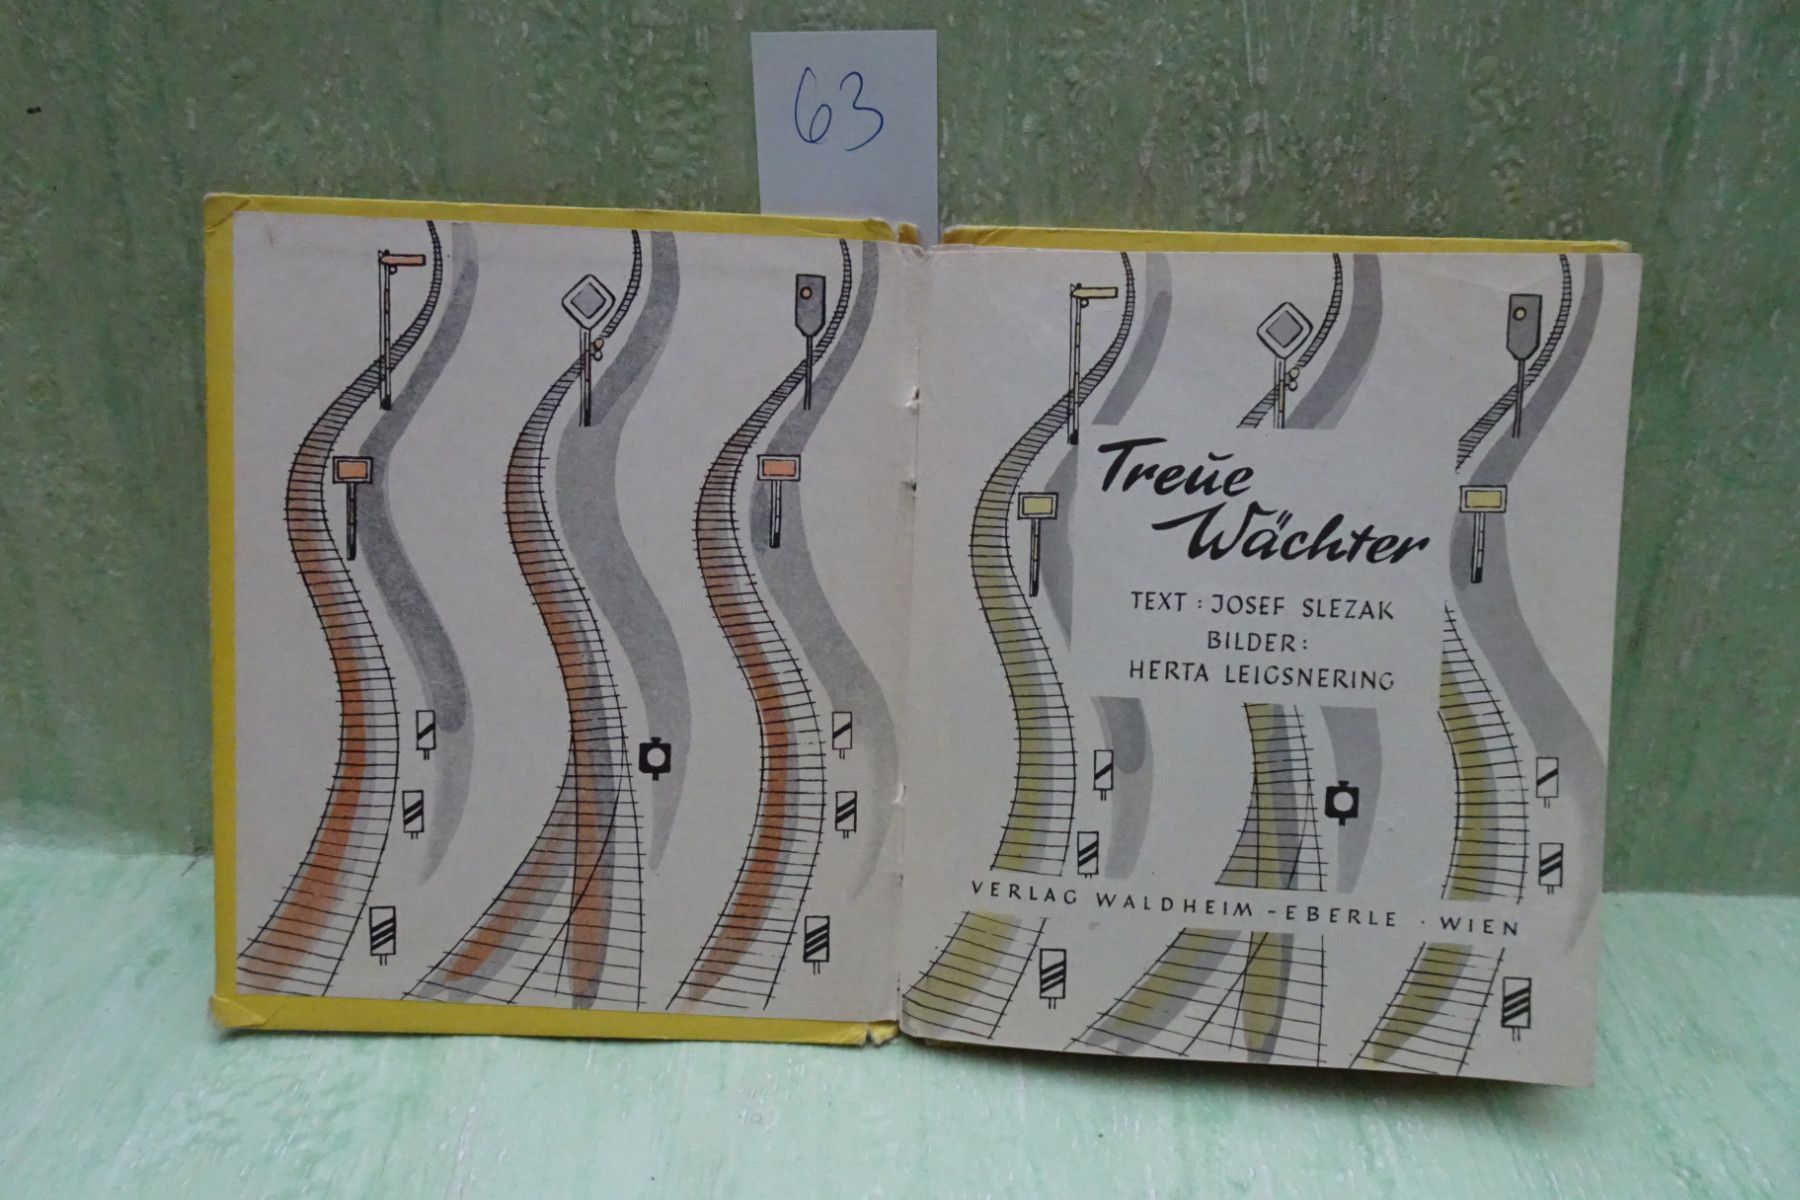 63
Treue
Wächter
TEXT : JOSEF SLEZAK
BILDER :
HERTA LEIGSNERING
VERLAG WALDHEIM - EBERLE · WIEN